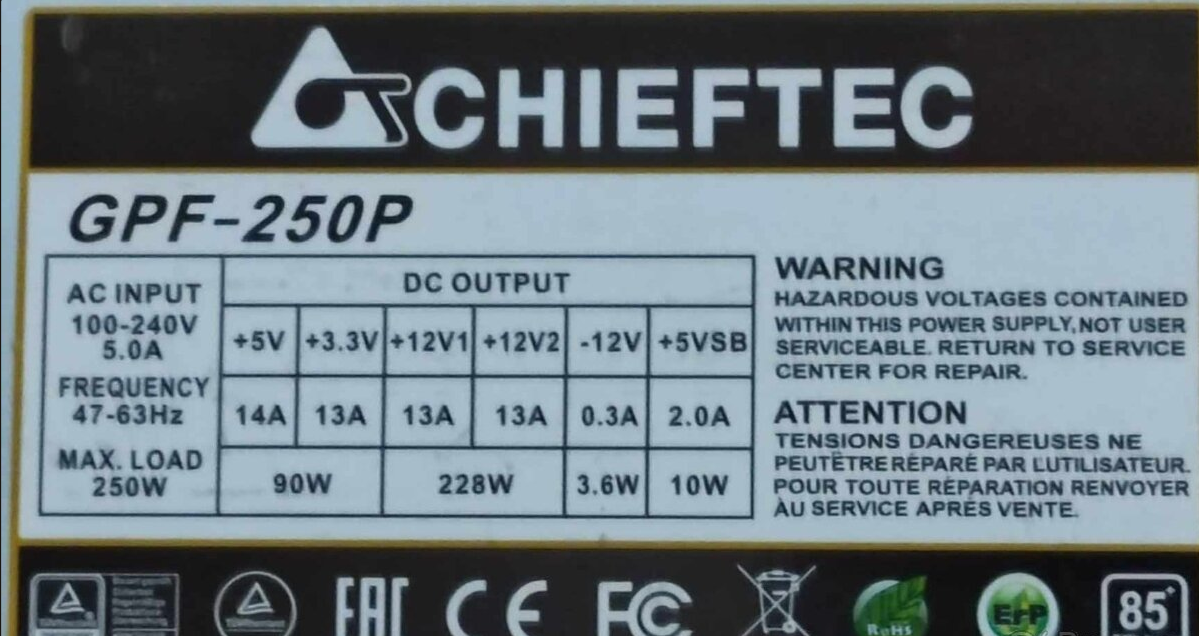 CHIEFTEC
GPF-250P
AC INPUT
100-240V
5.0A
FREQUENCY
47-63Hz
MAX. LOAD
250W
DC OUTPUT
+5V +3.3V +12V1 +12V2 -12V +5VSB
14A 13A 13A 13A 0.3A 2.0A
90W 228W 3.6W 10W
WARNING
HAZARDOUS VOLTAGES CONTAINED
WITHIN THIS POWER SUPPLY,NOT USER
SERVICEABLE. RETURN TO SERVICE
CENTER FOR REPAIR.
ATTENTION
TENSIONS DANGEREUSES NE
PEUTÊTRE RÉPARÉ PAR L'UTILISATEUR.
POUR TOUTE RÉPARATION RENVOYER
ÀU SERVICE APRÉS VENTE.
EAC CE FC RoHS ErP 85+